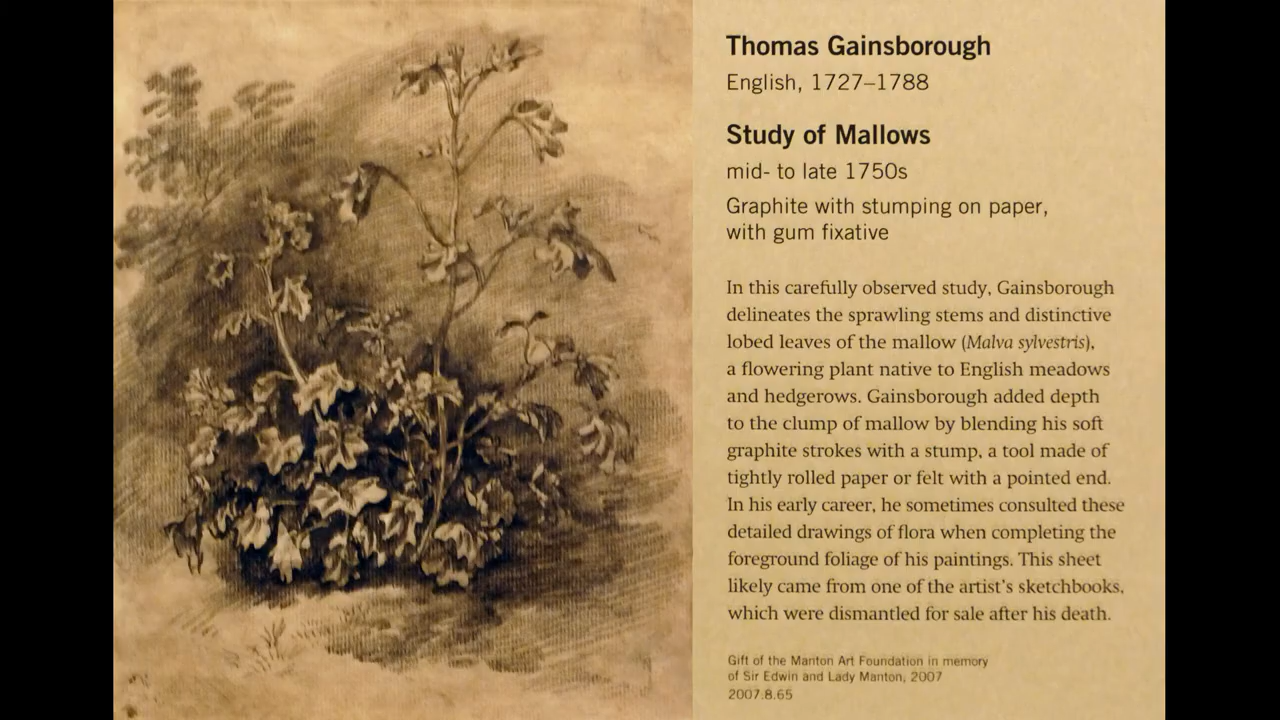 Thomas Gainsborough
English, 1727–1788
Study of Mallows
mid- to late 1750s
Graphite with stumping on paper,
with gum fixative
In this carefully observed study, Gainsborough
delineates the sprawling stems and distinctive
lobed leaves of the mallow (Malva sylvestris),
a flowering plant native to English meadows
and hedgerows. Gainsborough added depth
to the clump of mallow by blending his soft
graphite strokes with a stump, a tool made of
tightly rolled paper or felt with a pointed end.
In his early career, he sometimes consulted these
detailed drawings of flora when completing the
foreground foliage of his paintings. This sheet
likely came from one of the artist's sketchbooks,
which were dismantled for sale after his death.
Gift of the Manton Art Foundation in memory
of Sir Edwin and Lady Manton, 2007
2007.8.65